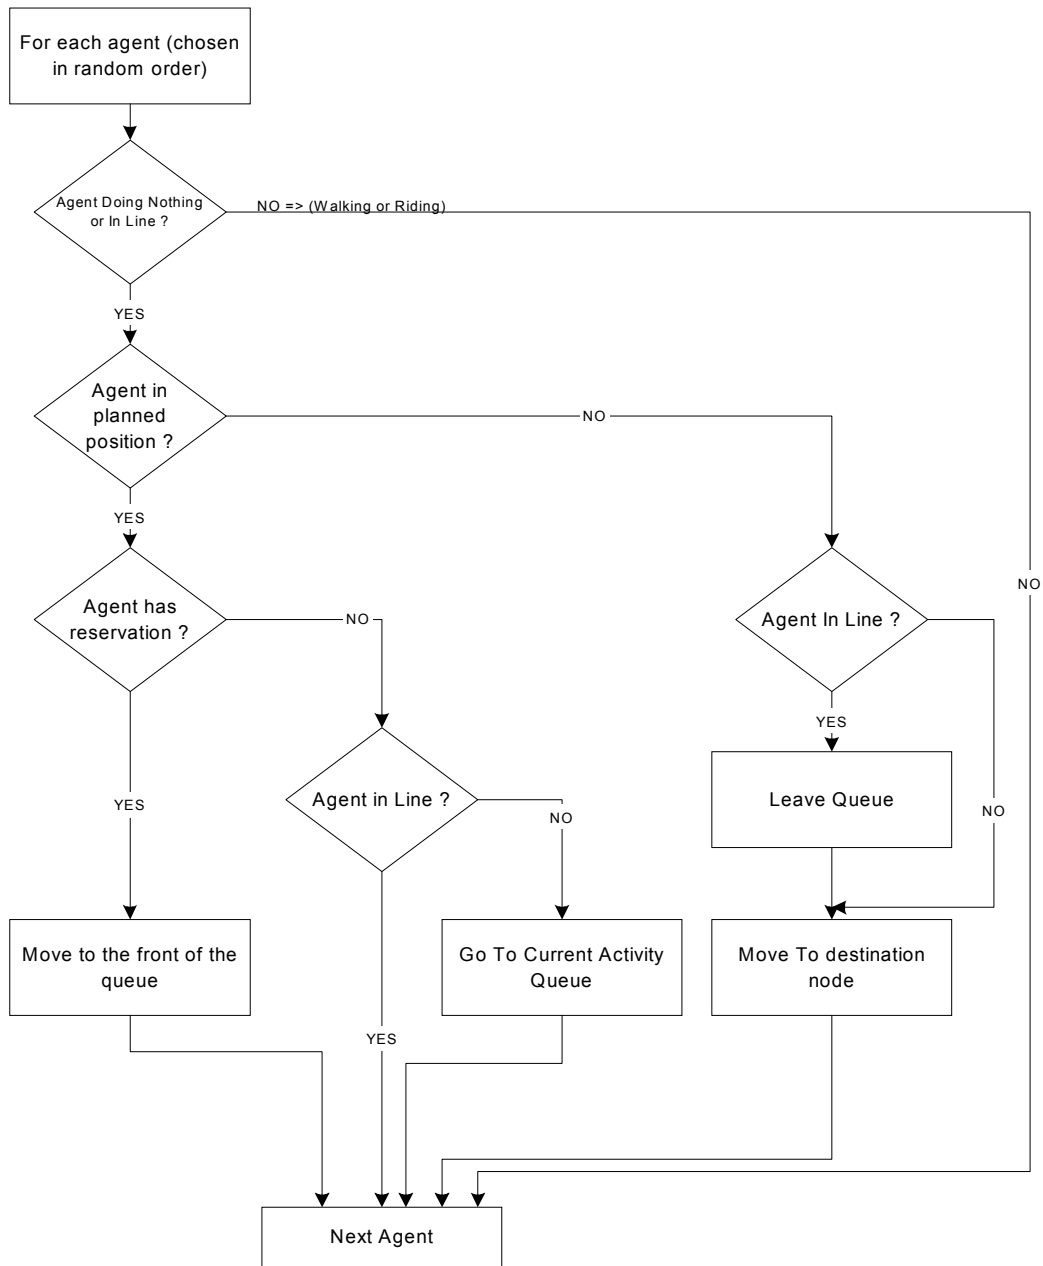 For each agent (chosen
in random order)
Agent Doing Nothing
or In Line ?
NO => (Walking or Riding)
YES
Agent in
planned
position ?
NO
YES
Agent has
reservation ?
NO
Agent In Line ?
NO
YES
Agent in Line ?
YES
NO
NO
Leave Queue
Move to the front of the
queue
Go To Current Activity
Queue
Move To destination
node
YES
Next Agent